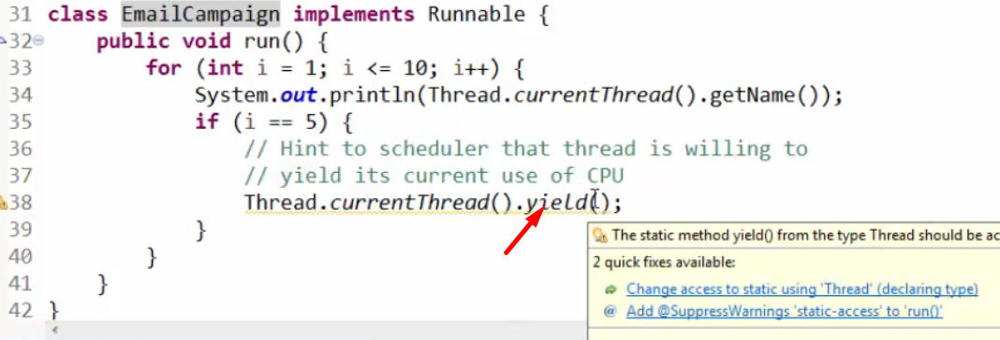 31 class EmailCampaign implements Runnable {
32 public void run() {
33 for (int i = 1; i <= 10; i++) {
34 System.out.println(Thread.currentThread().getName());
35 if (i == 5) {
36 // Hint to scheduler that thread is willing to
37 // yield its current use of CPU
38 Thread.currentThread().yield();
39 }
40 }
41 }
42 }
The static method yield() from the type Thread should be ac
2 quick fixes available:
Change access to static using 'Thread' (declaring type)
@ Add @SuppressWarnings 'static-access' to 'run()'